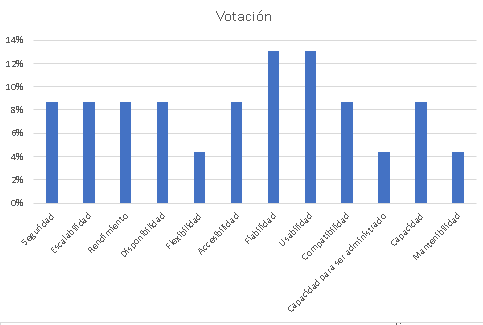 Votación
14%
12%
10%
8%
6%
4%
2%
0%
Seguridad
Escalabilidad
Rendimiento
Disponibilidad
Flexibilidad
Accesibilidad
Fiabilidad
Usabilidad
Compatibilidad
Capacidad para ser administrado
Capacidad
Mantenibilidad